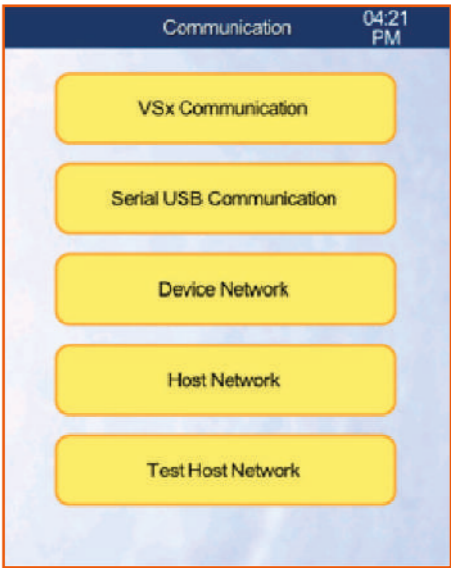 Communication
04:21
PM
VSx Communication
Serial USB Communication
Device Network
Host Network
Test Host Network